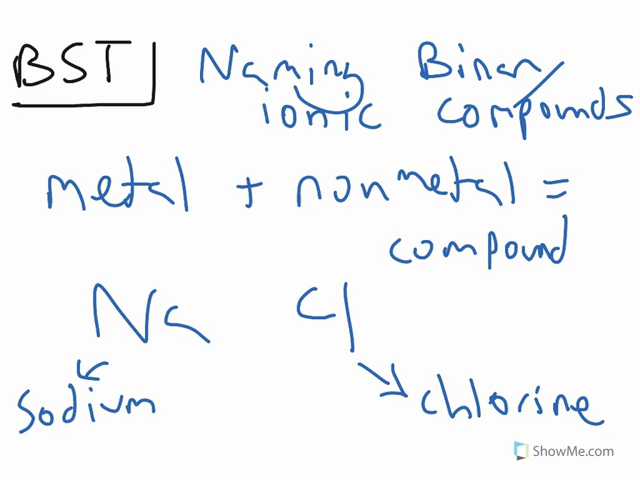 BST Naming Binary
ionic compounds
metal + nonmetal =
compound
Na Cl
sodium chlorine
ShowMe.com